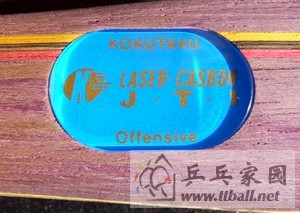 KOKUTAKU
LASER-CASBON
J·T·I
Offensive
乒乓家园
www.ttball.net